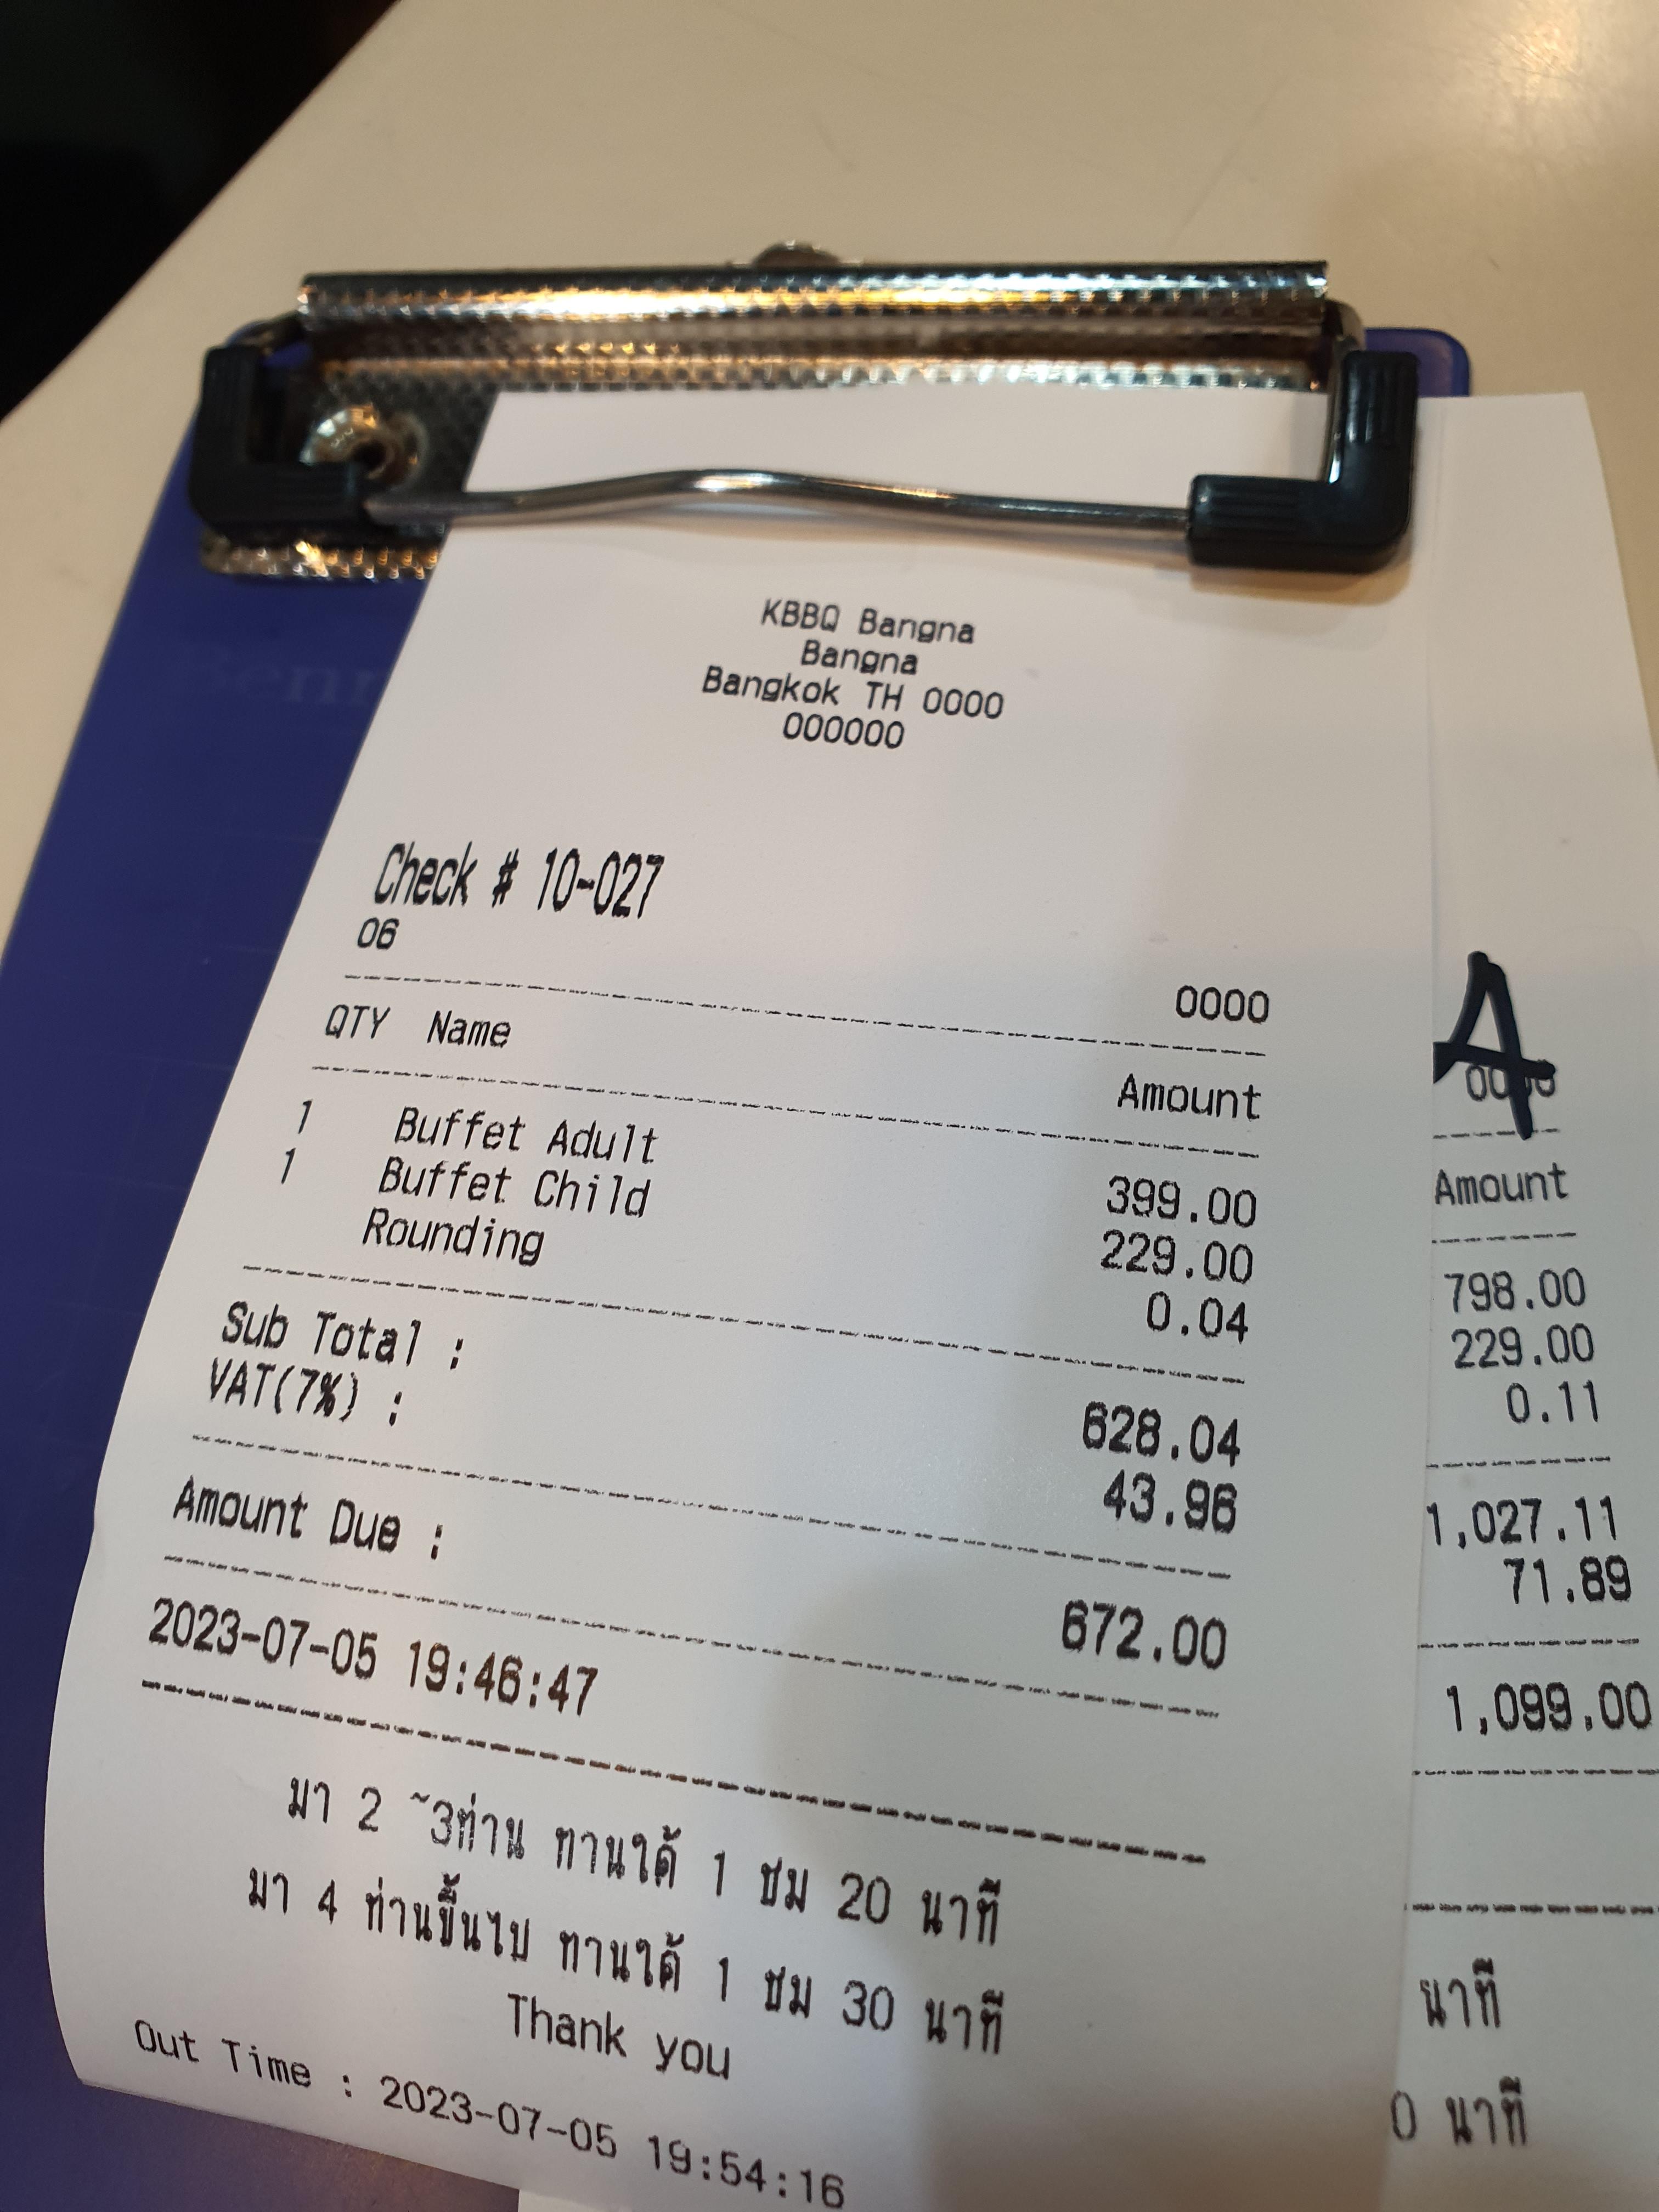 KBBQ Bangna
Bangna
Bangkok TH 0000
000000
Check # 10-027
06 0000
QTY Name Amount
1 Buffet Adult 399.00
1 Buffet Child 229.00
Rounding 0.04
Sub Total : 628.04
VAT(7%) : 43.96
Amount Due : 672.00
2023-07-05 19:46:47
มา 2 ~3ท่าน ทานได้ 1 ชม 20 นาที
มา 4 ท่านขึ้นไป ทานได้ 1 ชม 30 นาที
Thank you
Out Time : 2023-07-05 19:54:16
A
Amount
798.00
229.00
0.11
1,027.11
71.89
1,099.00
นาที
0 นาที